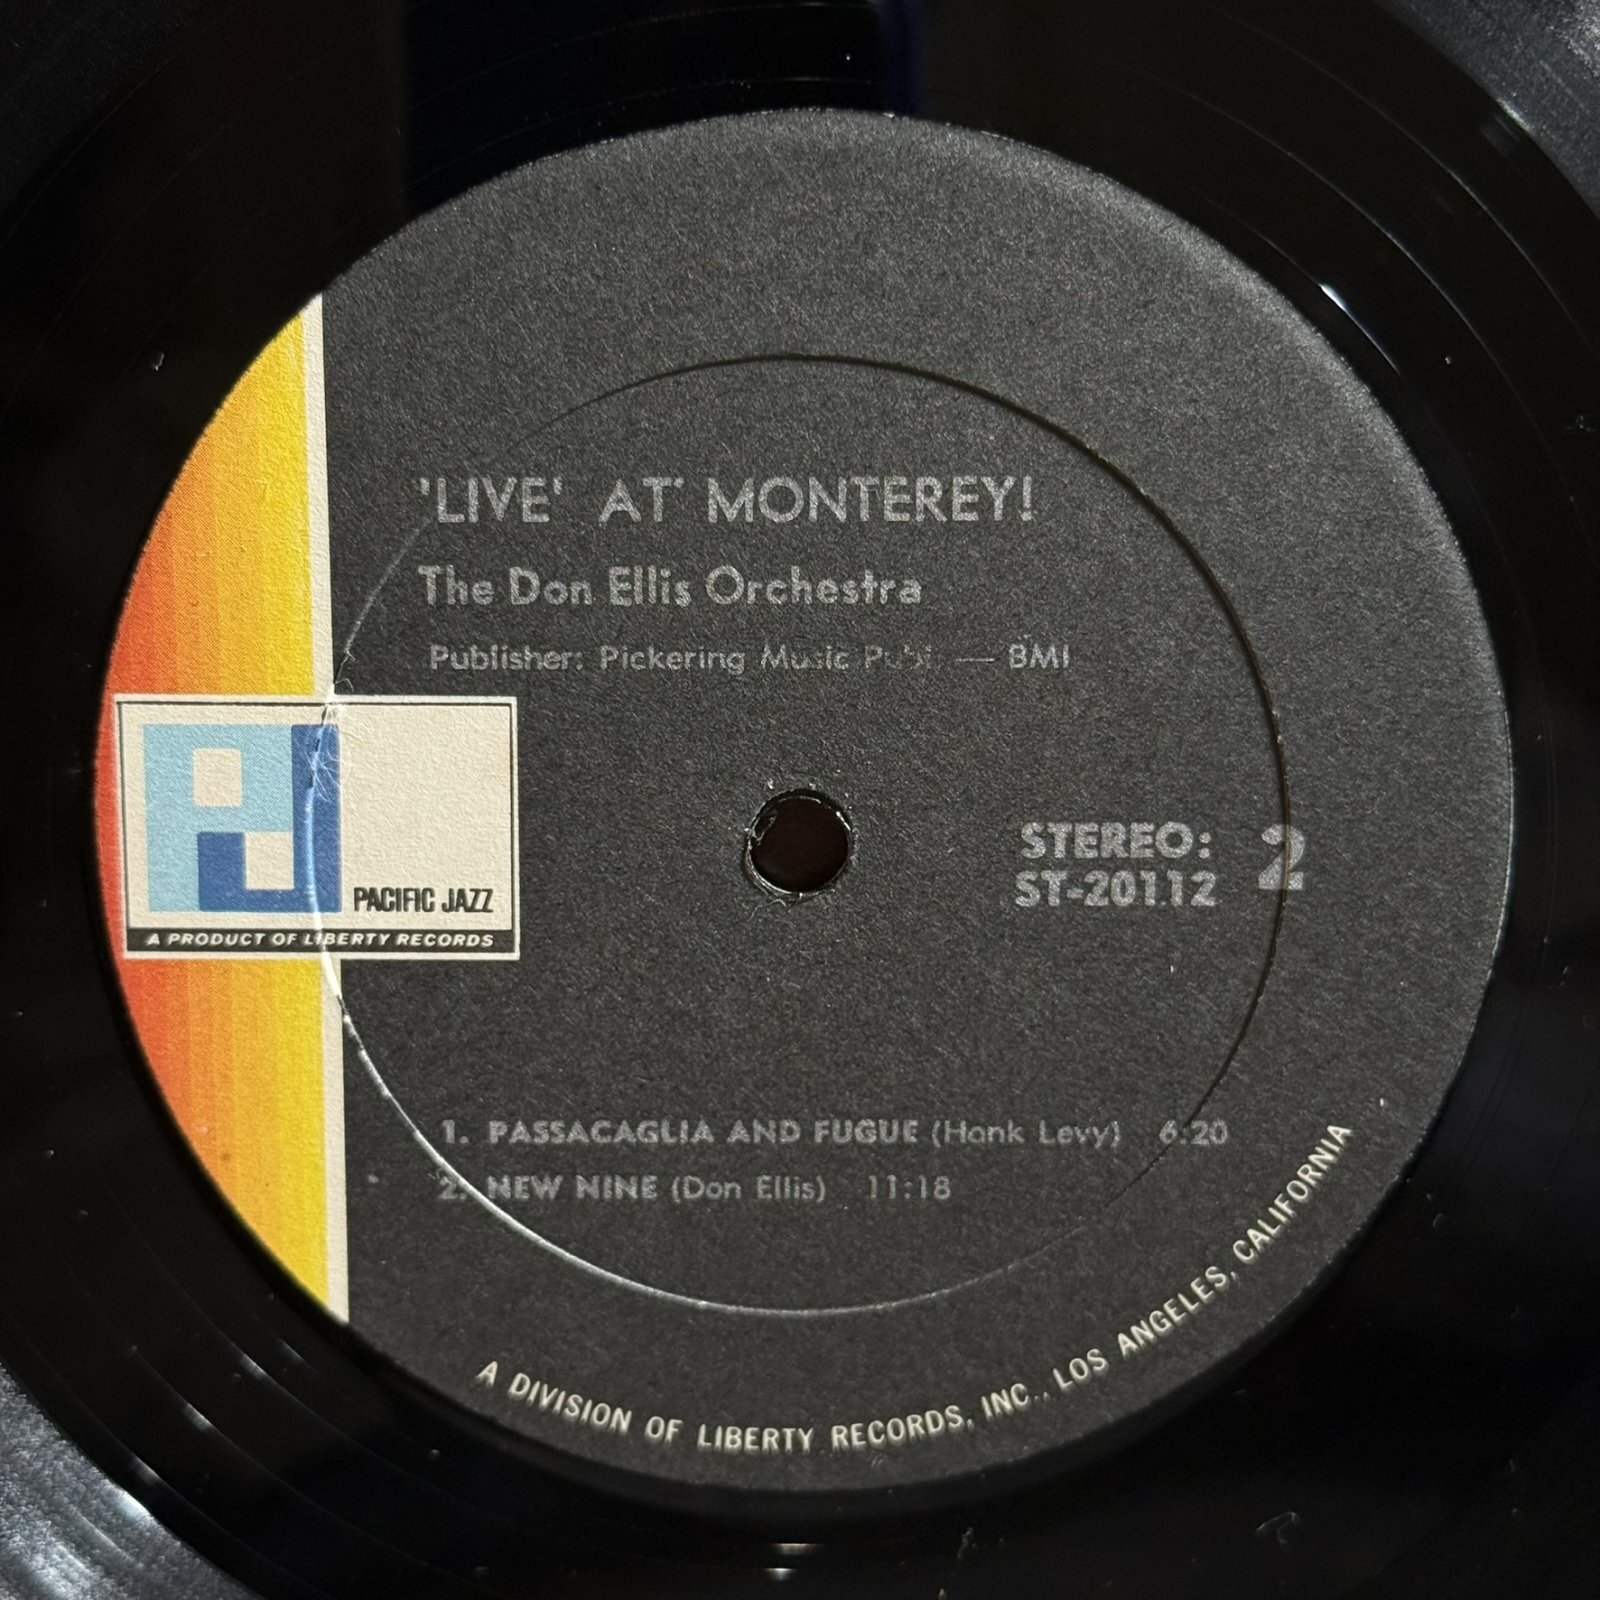 'LIVE' AT MONTEREY!
The Don Ellis Orchestra
Publisher: Pickering Music Publ. — BMI
PJ
PACIFIC JAZZ
A PRODUCT OF LIBERTY RECORDS
STEREO: 2
ST-20112
1. PASSACAGLIA AND FUGUE (Hank Levy) 6:20
2. NEW NINE (Don Ellis) 11:18
A DIVISION OF LIBERTY RECORDS, INC., LOS ANGELES, CALIFORNIA